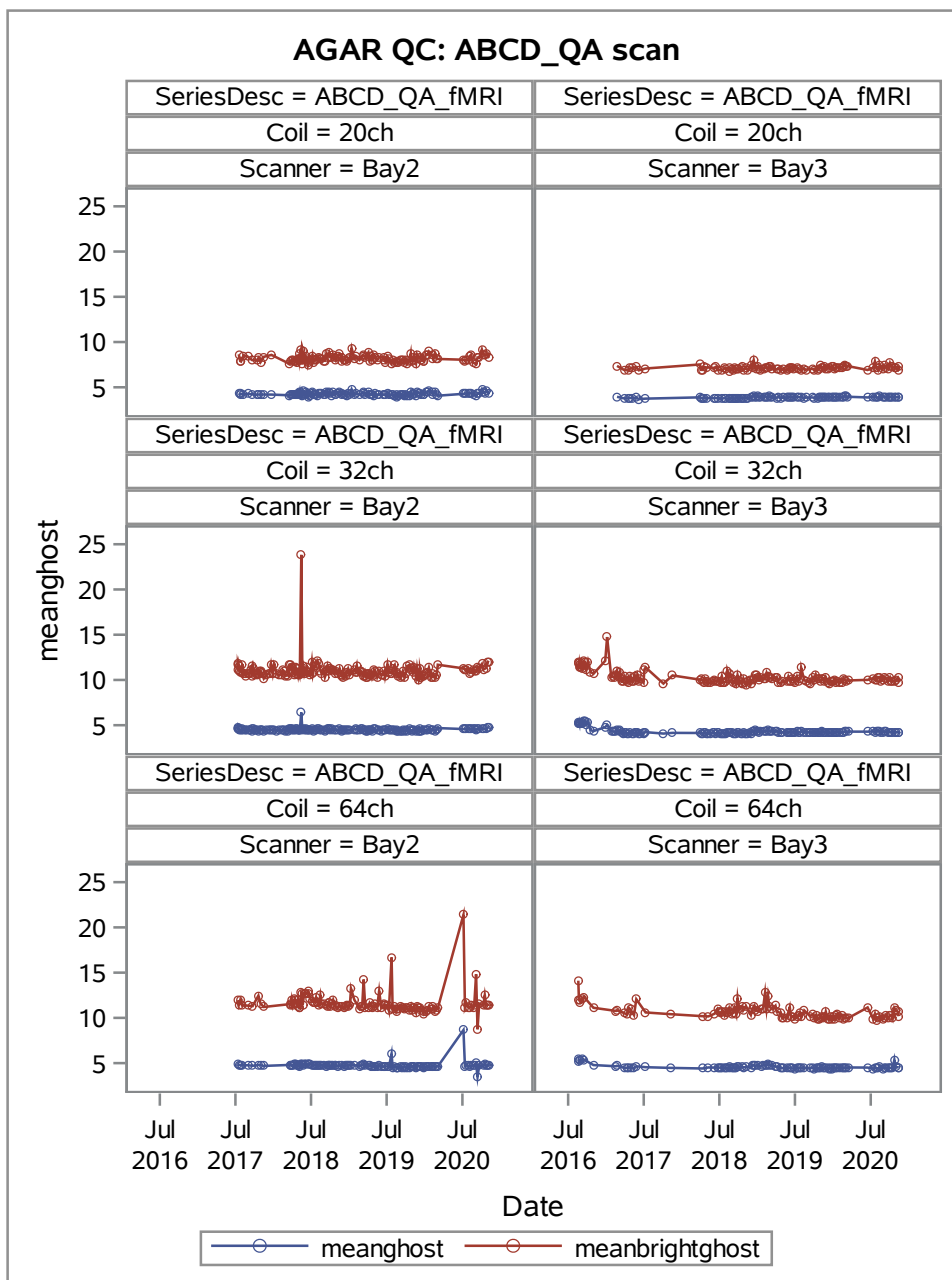 AGAR QC: ABCD_QA scan
SeriesDesc = ABCD_QA_fMRI
SeriesDesc = ABCD_QA_fMRI
Coil = 20ch
Coil = 20ch
Scanner = Bay2
Scanner = Bay3
25
20
15
10
5
SeriesDesc = ABCD_QA_fMRI
SeriesDesc = ABCD_QA_fMRI
Coil = 32ch
Coil = 32ch
Scanner = Bay2
Scanner = Bay3
meanghost
25
20
15
10
5
SeriesDesc = ABCD_QA_fMRI
SeriesDesc = ABCD_QA_fMRI
Coil = 64ch
Coil = 64ch
Scanner = Bay2
Scanner = Bay3
25
20
15
10
5
Jul Jul Jul Jul Jul Jul Jul Jul Jul Jul
2016 2017 2018 2019 2020 2016 2017 2018 2019 2020
Date
meanghost meanbrightghost